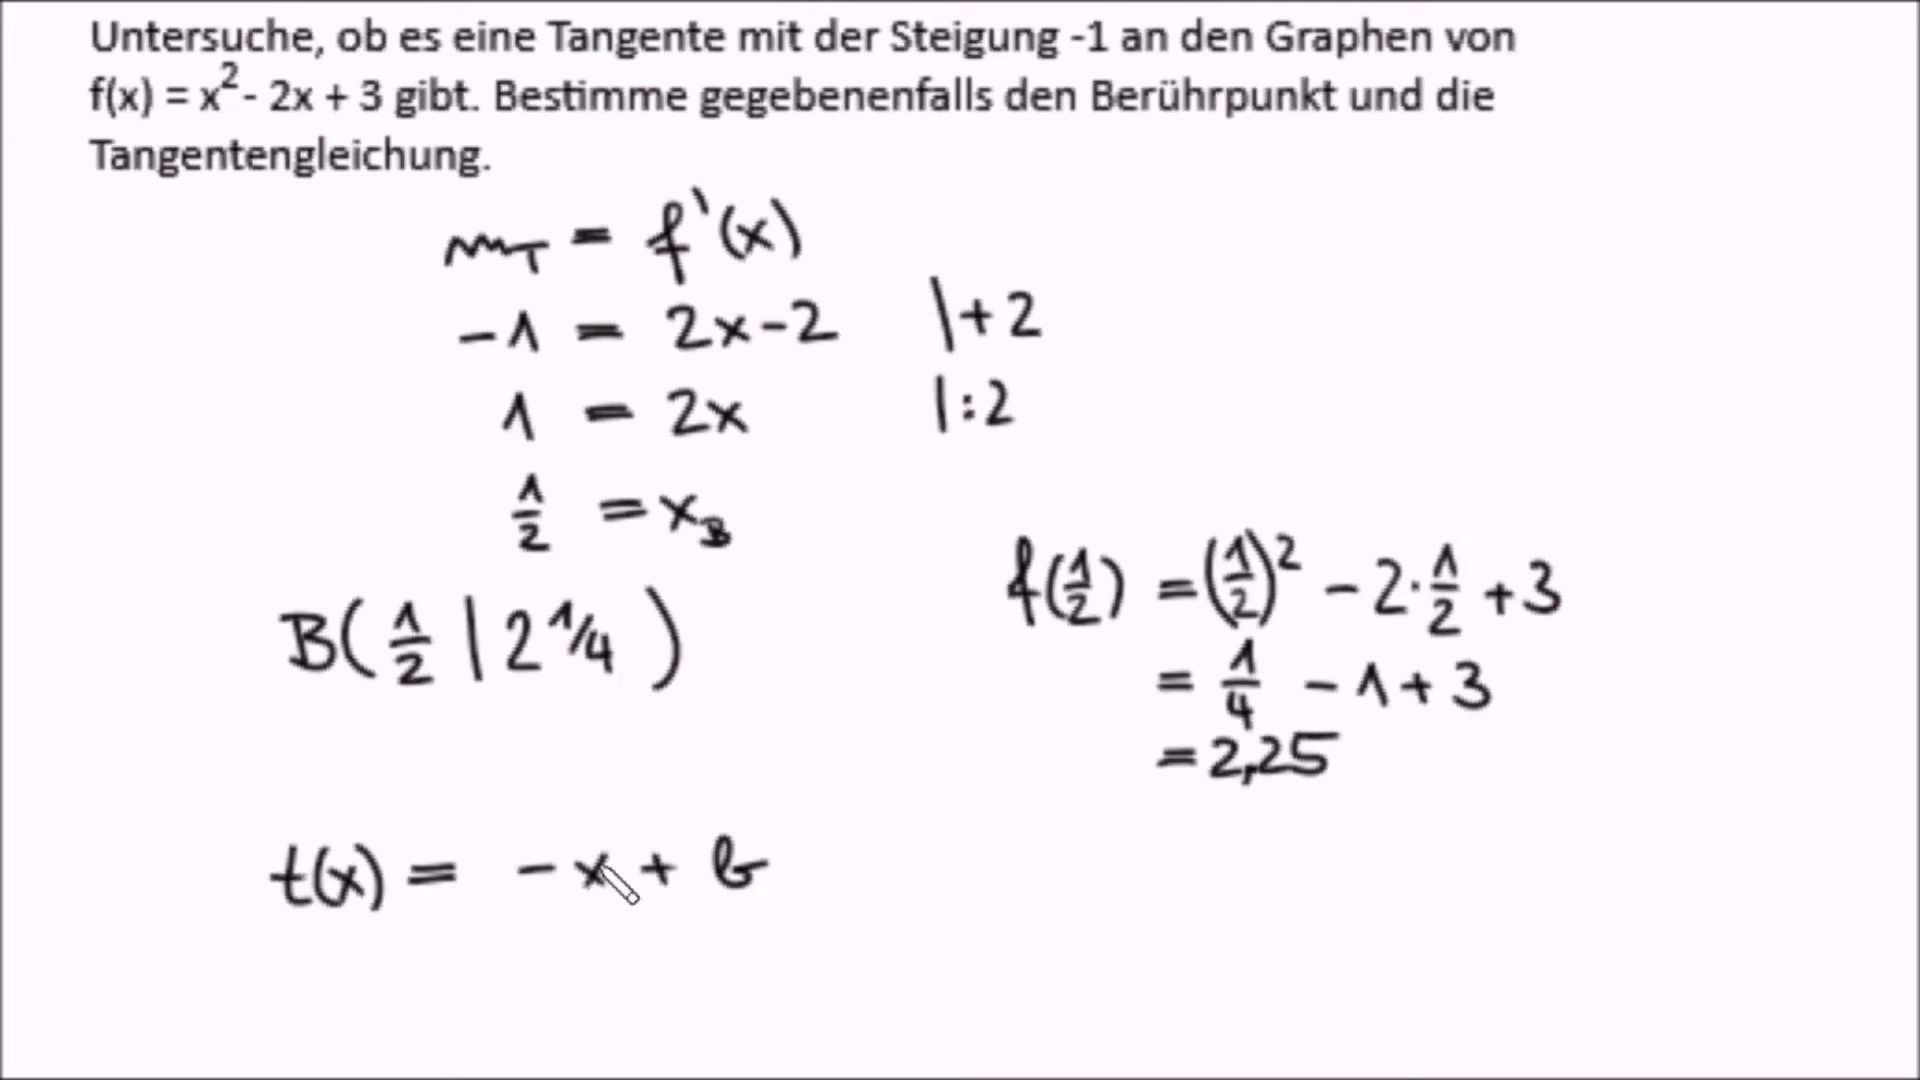 Untersuche, ob es eine Tangente mit der Steigung -1 an den Graphen von
f(x) = x² - 2x + 3 gibt. Bestimme gegebenenfalls den Berührpunkt und die
Tangentengleichung.
m_T = f'(x)
-1 = 2x-2 |+2
1 = 2x |:2
1/2 = x_B
B(1/2 | 2 1/4)
f(1/2) = (1/2)² - 2·1/2 + 3
= 1/4 - 1 + 3
= 2,25
t(x) = -x + b